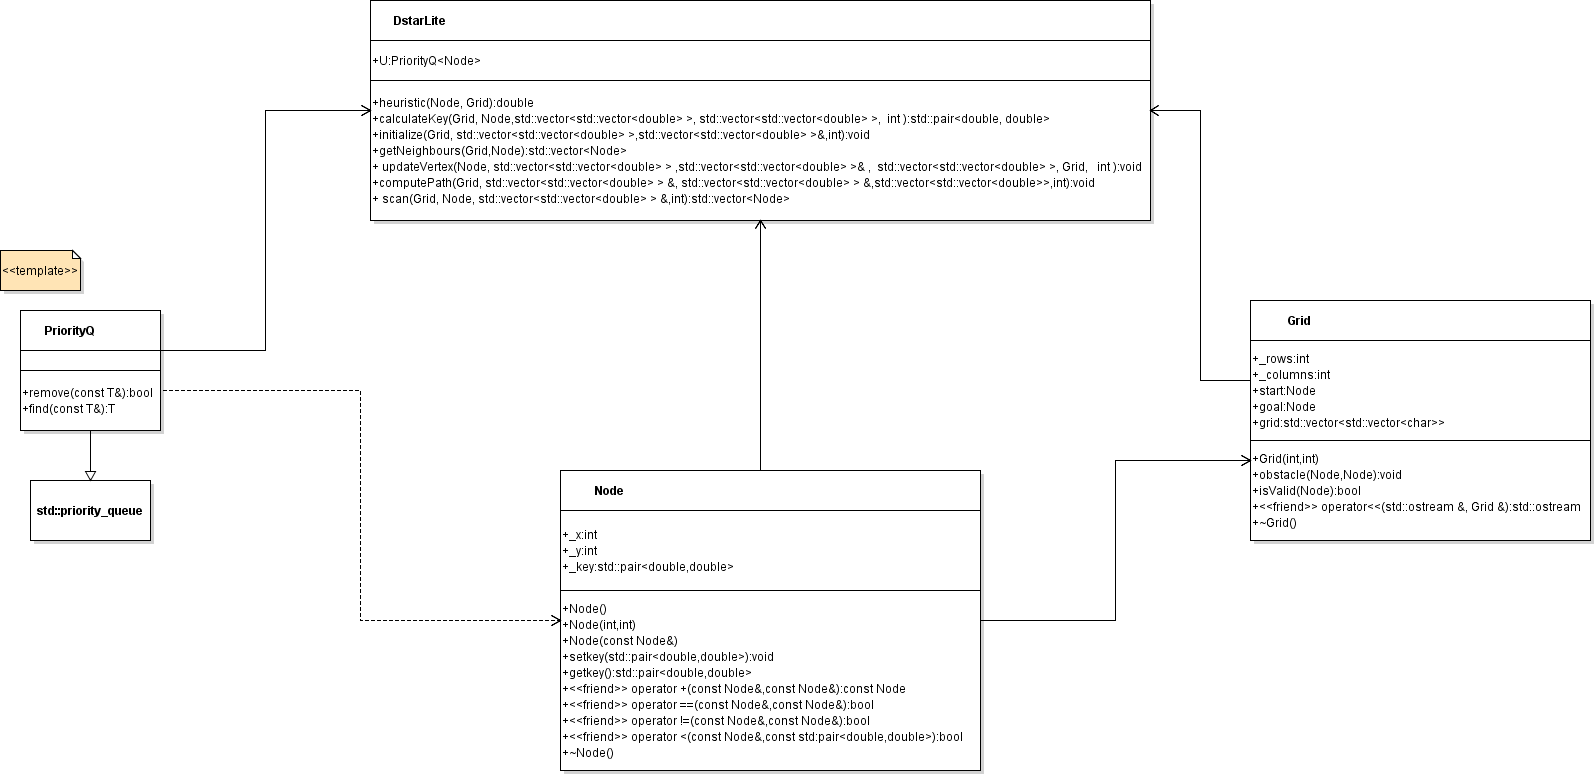 DstarLite
+U:PriorityQ<Node>
+heuristic(Node, Grid):double
+calculateKey(Grid, Node,std::vector<std::vector<double> >, std::vector<std::vector<double> >,  int ):std::pair<double, double>
+initialize(Grid, std::vector<std::vector<double> >,std::vector<std::vector<double> >&,int):void
+getNeighbours(Grid,Node):std::vector<Node>
+ updateVertex(Node, std::vector<std::vector<double> > ,std::vector<std::vector<double> >& ,  std::vector<std::vector<double> >, Grid,   int ):void
+computePath(Grid, std::vector<std::vector<double> > &, std::vector<std::vector<double> > &,std::vector<std::vector<double>>,int):void
+ scan(Grid, Node, std::vector<std::vector<double> > &,int):std::vector<Node>
<<template>>
PriorityQ
+remove(const T&):bool
+find(const T&):T
std::priority_queue
Node
+_x:int
+_y:int
+_key:std::pair<double,double>
+Node()
+Node(int,int)
+Node(const Node&)
+setkey(std::pair<double,double>):void
+getkey():std::pair<double,double>
+<<friend>> operator +(const Node&,const Node&):const Node
+<<friend>> operator ==(const Node&,const Node&):bool
+<<friend>> operator !=(const Node&,const Node&):bool
+<<friend>> operator <(const Node&,const std:pair<double,double>):bool
+~Node()
Grid
+_rows:int
+_columns:int
+start:Node
+goal:Node
+grid:std::vector<std::vector<char>>
+Grid(int,int)
+obstacle(Node,Node):void
+isValid(Node):bool
+<<friend>> operator<<(std::ostream &, Grid &):std::ostream
+~Grid()